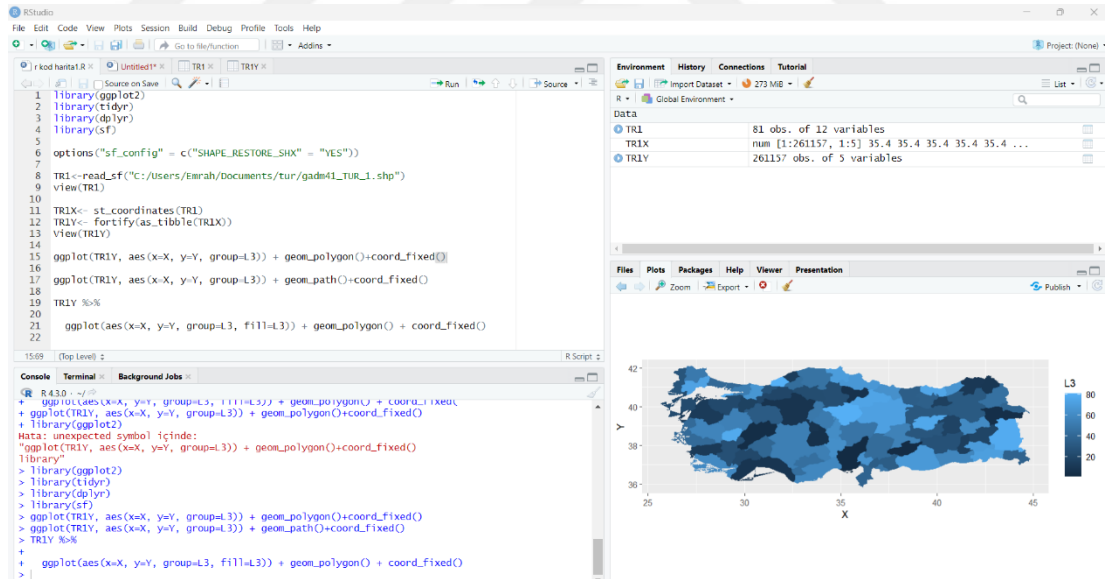 RStudio
File Edit Code View Plots Session Build Debug Profile Tools Help
Go to file/function Addins
Project: (None)
r kod harita1.R Untitled1* TR1 TR1Y
Source on Save Run Source
1 library(ggplot2)
2 library(tidyr)
3 library(dplyr)
4 library(sf)
5
6 options("sf_config" = c("SHAPE_RESTORE_SHX" = "YES"))
7
8 TR1<-read_sf("C:/Users/Emrah/Documents/tur/gadm41_TUR_1.shp")
9 view(TR1)
10
11 TR1X<- st_coordinates(TR1)
12 TR1Y<- fortify(as_tibble(TR1X))
13 View(TR1Y)
14
15 ggplot(TR1Y, aes(x=X, y=Y, group=L3)) + geom_polygon()+coord_fixed()
16
17 ggplot(TR1Y, aes(x=X, y=Y, group=L3)) + geom_path()+coord_fixed()
18
19 TR1Y %>%
20
21 ggplot(aes(x=X, y=Y, group=L3, fill=L3)) + geom_polygon() + coord_fixed()
22
15:69 (Top Level) R Script
Console Terminal Background Jobs
R 4.3.0 · ~/
+ ggplot(aes(x=X, y=Y, group=L3, fill=L3)) + geom_polygon() + coord_fixed(
+ ggplot(TR1Y, aes(x=X, y=Y, group=L3)) + geom_polygon()+coord_fixed()
+ library(ggplot2)
Hata: unexpected symbol içinde:
"ggplot(TR1Y, aes(x=X, y=Y, group=L3)) + geom_polygon()+coord_fixed()
library"
> library(ggplot2)
> library(tidyr)
> library(dplyr)
> library(sf)
> ggplot(TR1Y, aes(x=X, y=Y, group=L3)) + geom_polygon()+coord_fixed()
> ggplot(TR1Y, aes(x=X, y=Y, group=L3)) + geom_path()+coord_fixed()
> TR1Y %>%
+
+ ggplot(aes(x=X, y=Y, group=L3, fill=L3)) + geom_polygon() + coord_fixed()
>
Environment History Connections Tutorial
Import Dataset 273 MiB List
R Global Environment
Data
TR1 81 obs. of 12 variables
TR1X num [1:261157, 1:5] 35.4 35.4 35.4 35.4 35.4 ...
TR1Y 261157 obs. of 5 variables
Files Plots Packages Help Viewer Presentation
Zoom Export Publish
42
40
38
36
Y
25 30 35 40 45
X
L3
80
60
40
20